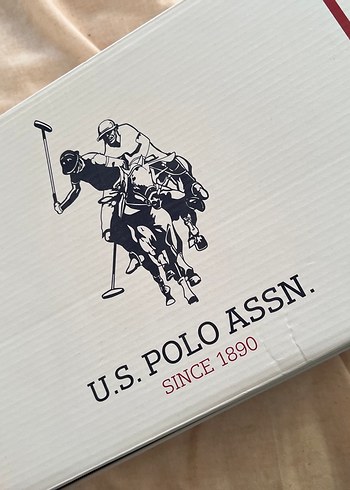 U.S. POLO ASSN.
SINCE 1890